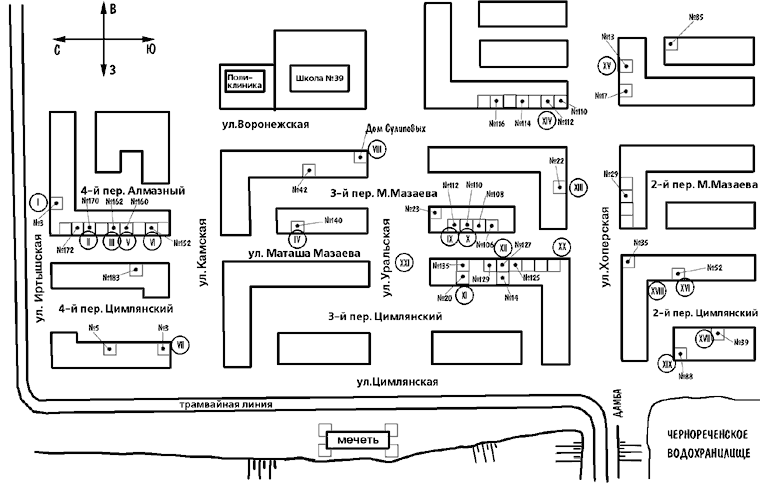 В
С
Ю
З
Поли-
клиника
Школа №39
ул.Воронежская
№116
№114
XIV
№112
№110
№13
№85
XV
№17
Дом Сулиповых
VIII
№42
4-й пер. Алмазный
I
№3
№170
№162
№160
№172
II
III
V
VI
№152
ул. Иртышская
№183
4-й пер. Цимлянский
№5
№3
VII
ул.Камская
№140
IV
ул. Маташа Мазаева
3-й пер. М.Мазаева
№22
XIII
№23
№112
№110
№108
IX
X
№106
XII
№127
XX
XXI
ул.Уральская
№135
№129
№125
№20
XI
№14
3-й пер. Цимлянский
2-й пер. М.Мазаева
№29
ул.Хоперская
№35
№52
XVIII
XVI
2-й пер. Цимлянский
XVII
№39
XIX
№88
ул.Цимлянская
трамвайная линия
мечеть
ДАМБА
ЧЕРНОРЕЧЕНСКОЕ
ВОДОХРАНИЛИЩЕ